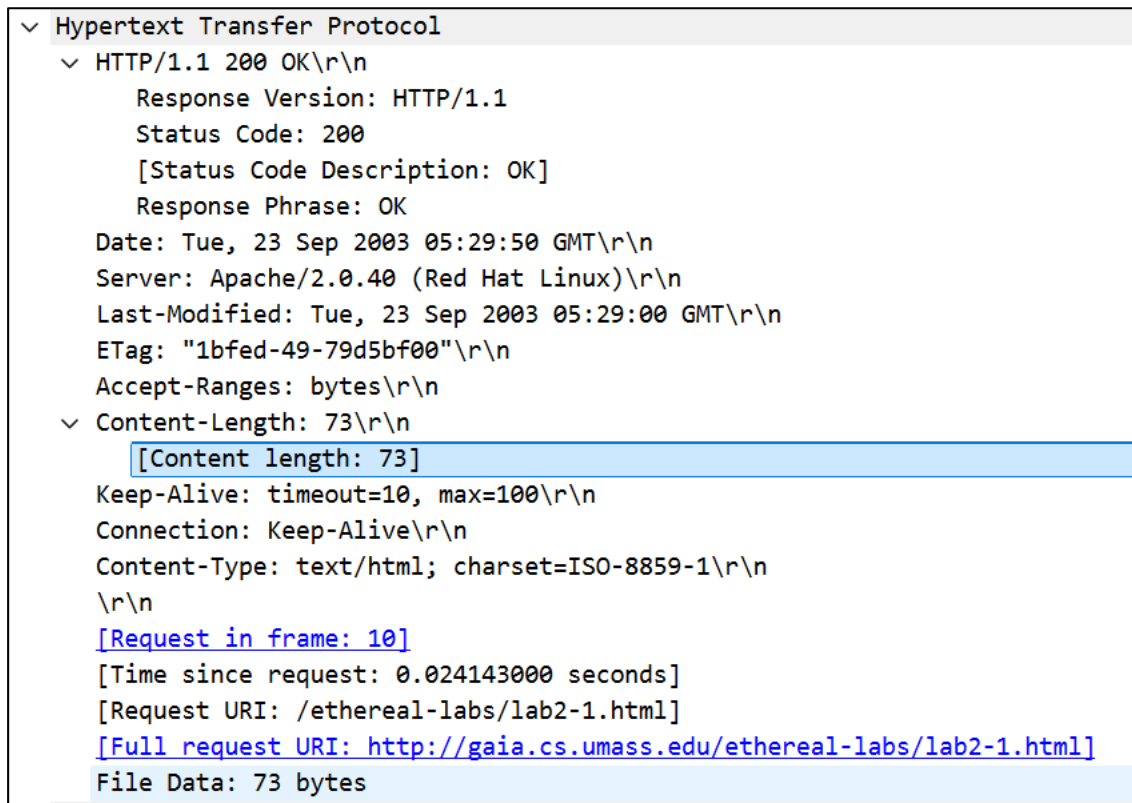 Hypertext Transfer Protocol
HTTP/1.1 200 OK\r\n
Response Version: HTTP/1.1
Status Code: 200
[Status Code Description: OK]
Response Phrase: OK
Date: Tue, 23 Sep 2003 05:29:50 GMT\r\n
Server: Apache/2.0.40 (Red Hat Linux)\r\n
Last-Modified: Tue, 23 Sep 2003 05:29:00 GMT\r\n
ETag: "1bfed-49-79d5bf00"\r\n
Accept-Ranges: bytes\r\n
Content-Length: 73\r\n
[Content length: 73]
Keep-Alive: timeout=10, max=100\r\n
Connection: Keep-Alive\r\n
Content-Type: text/html; charset=ISO-8859-1\r\n
\r\n
[Request in frame: 10]
[Time since request: 0.024143000 seconds]
[Request URI: /ethereal-labs/lab2-1.html]
[Full request URI: http://gaia.cs.umass.edu/ethereal-labs/lab2-1.html]
File Data: 73 bytes